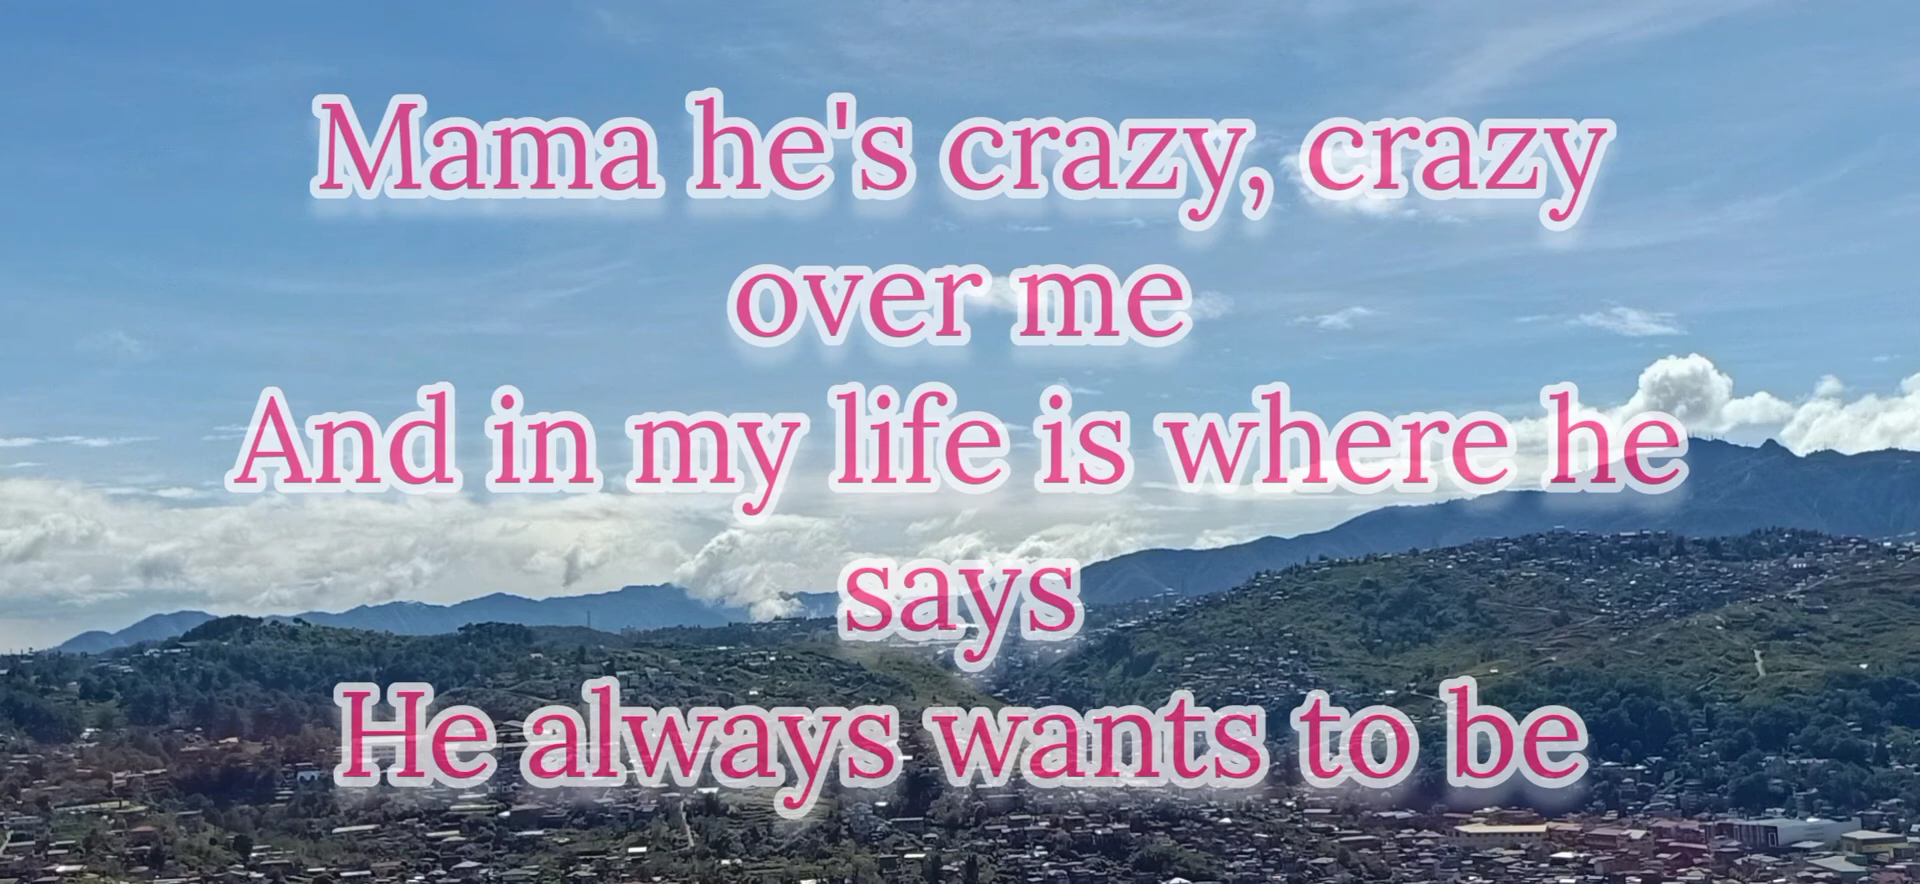 Mama he's crazy, crazy
over me
And in my life is where he
says
He always wants to be